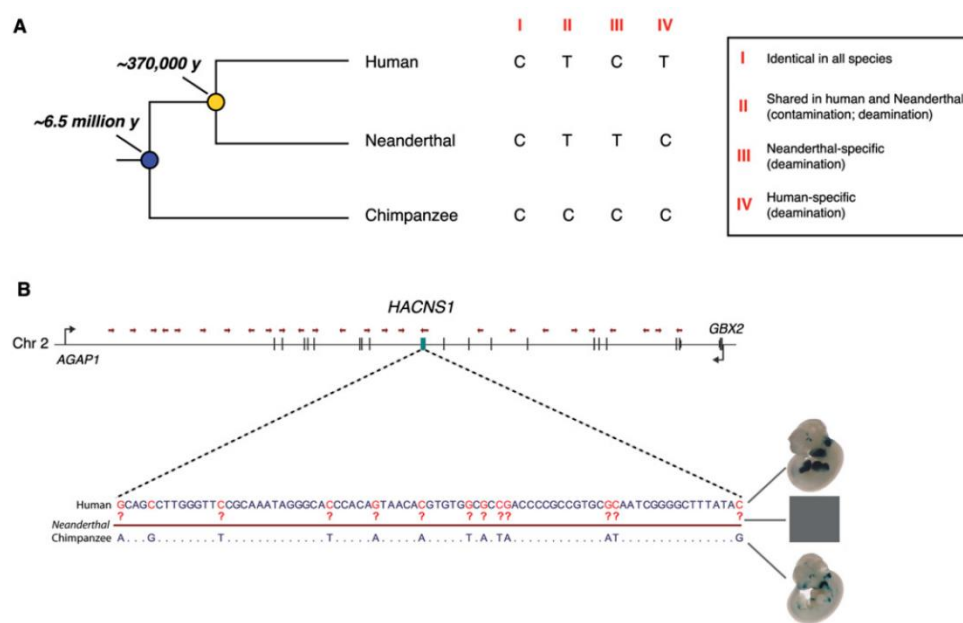 A
I II III IV
~370,000 y
Human C T C T
~6.5 million y
Neanderthal C T T C
Chimpanzee C C C C
I Identical in all species
II Shared in human and Neanderthal
(contamination; deamination)
III Neanderthal-specific
(deamination)
IV Human-specific
(deamination)
B
HACNS1
GBX2
Chr 2
AGAP1
Human GCAGCCTTGGGTTCCGCAAATAGGGCACCCACAGTAACACGTGTGGCGCCGACCCCGCCGTGCGCAATCGGGGCTTTATAC
? ? ? ? ? ? ? ?? ?? ?
Neanderthal
Chimpanzee A...G........T.............T.....A.....A.....T.A.TA............AT...............G